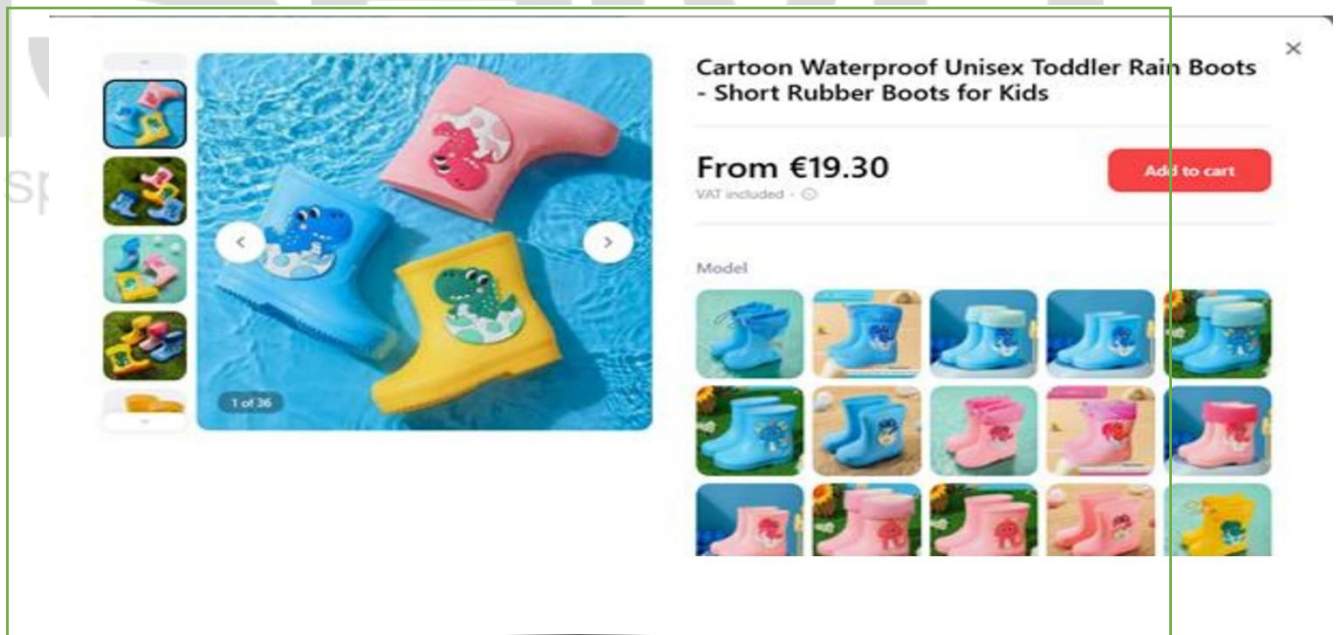 sp
Cartoon Waterproof Unisex Toddler Rain Boots
- Short Rubber Boots for Kids
From €19.30
Add to cart
VAT included -
Model
1 of 36